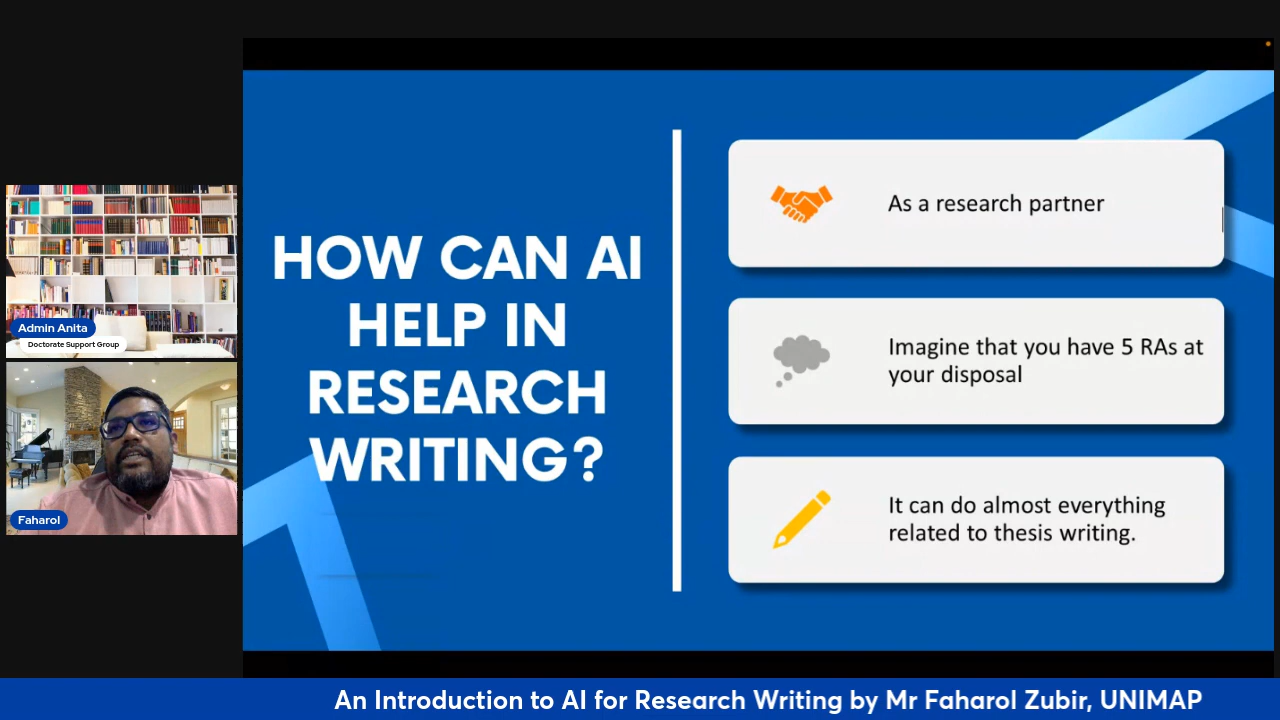 HOW CAN AI
HELP IN
RESEARCH
WRITING?
As a research partner
Imagine that you have 5 RAs at
your disposal
It can do almost everything
related to thesis writing.
Admin Anita
Doctorate Support Group
Faharol
An Introduction to AI for Research Writing by Mr Faharol Zubir, UNIMAP